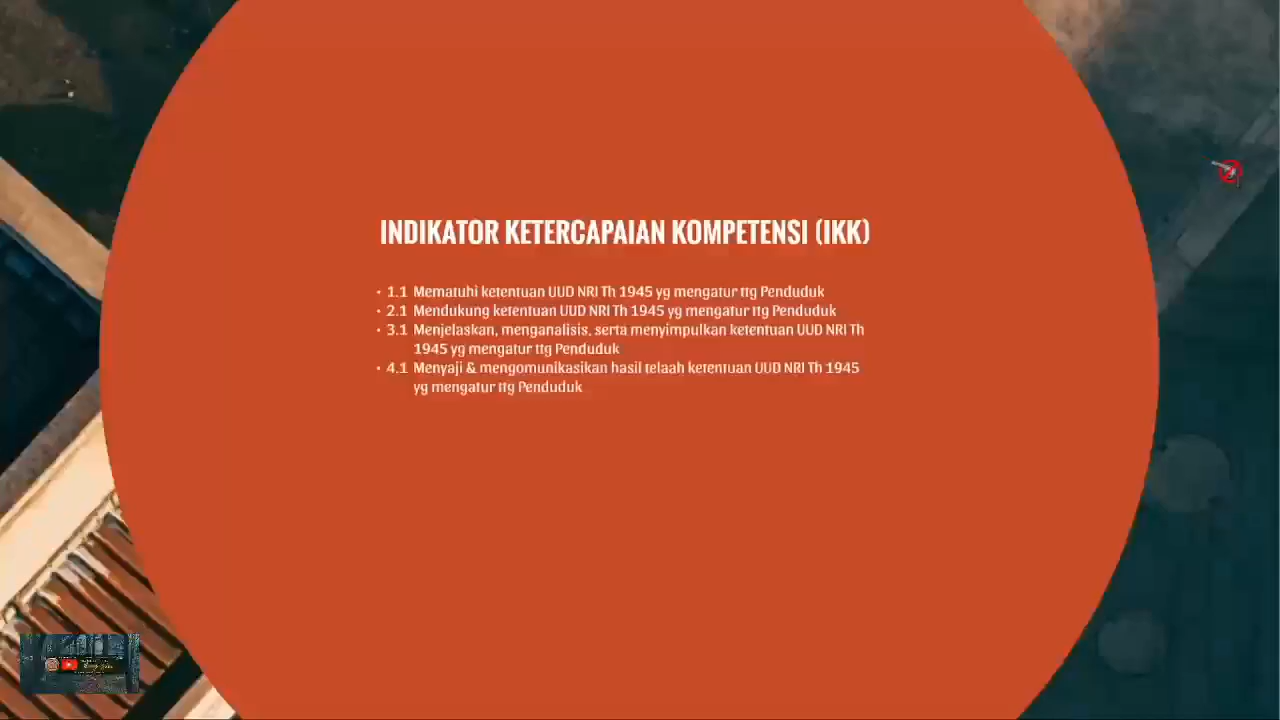 INDIKATOR KETERCAPAIAN KOMPETENSI (IKK)
• 1.1 Mematuhi ketentuan UUD NRI Th 1945 yg mengatur ttg Penduduk
• 2.1 Mendukung ketentuan UUD NRI Th 1945 yg mengatur ttg Penduduk
• 3.1 Menjelaskan, menganalisis, serta menyimpulkan ketentuan UUD NRI Th
1945 yg mengatur ttg Penduduk
• 4.1 Menyaji & mengomunikasikan hasil telaah ketentuan UUD NRI Th 1945
yg mengatur ttg Penduduk